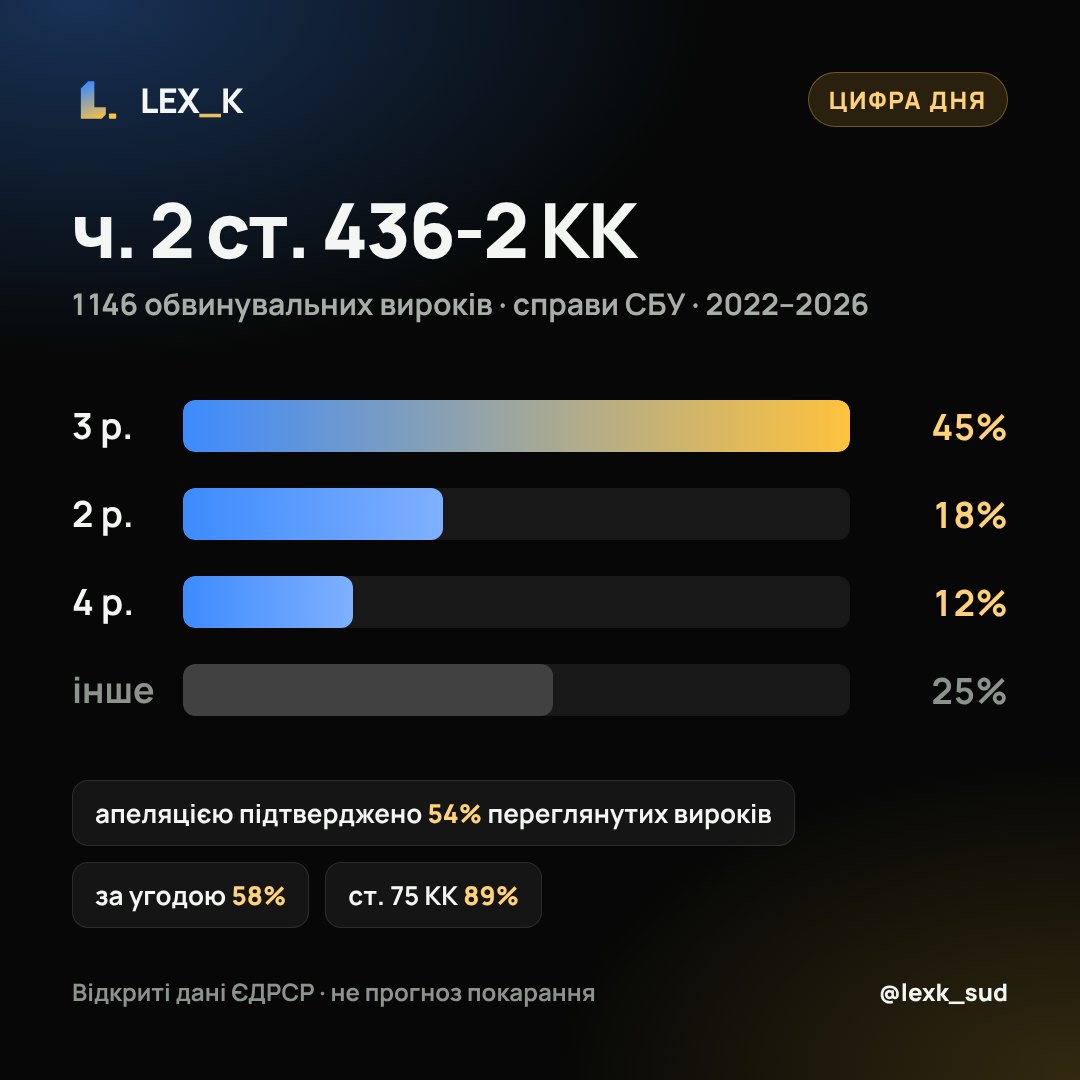 LEX_K
ЦИФРА ДНЯ
ч. 2 ст. 436-2 КК
1146 обвинувальних вироків · справи СБУ · 2022–2026
3 р. 45%
2 р. 18%
4 р. 12%
інше 25%
апеляцією підтверджено 54% переглянутих вироків
за угодою 58%
ст. 75 КК 89%
Відкриті дані ЄДРСР · не прогноз покарання
@lexk_sud